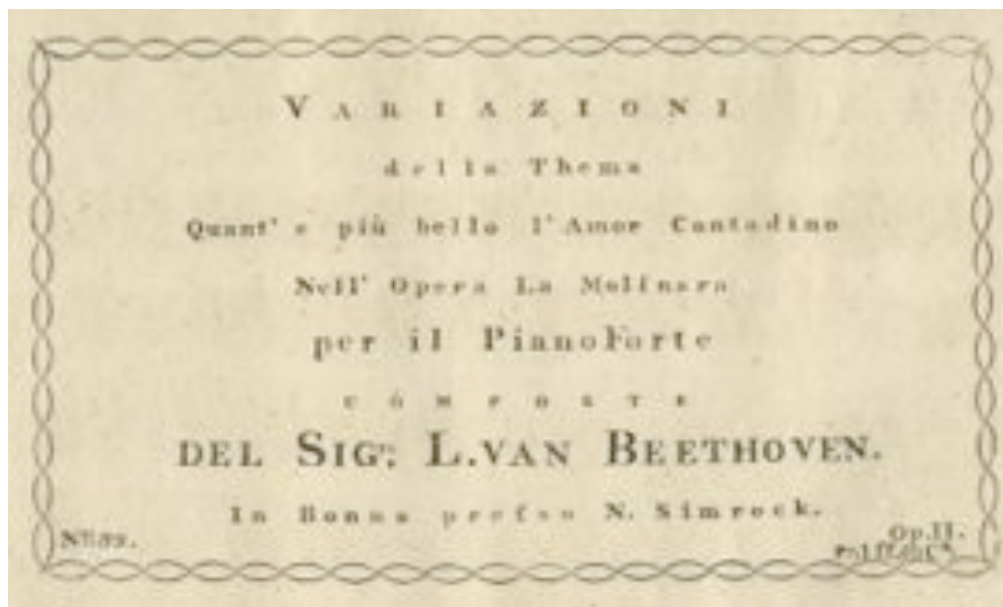 VARIAZIONI
della Thema
Quant' e più bello l'Amor Contadino
Nell' Opera La Molinara
per il PianoForte
COMPOSTE
DEL SIGr: L.VAN BEETHOVEN.
In Bonna presso N. Simrock.
Op.II.